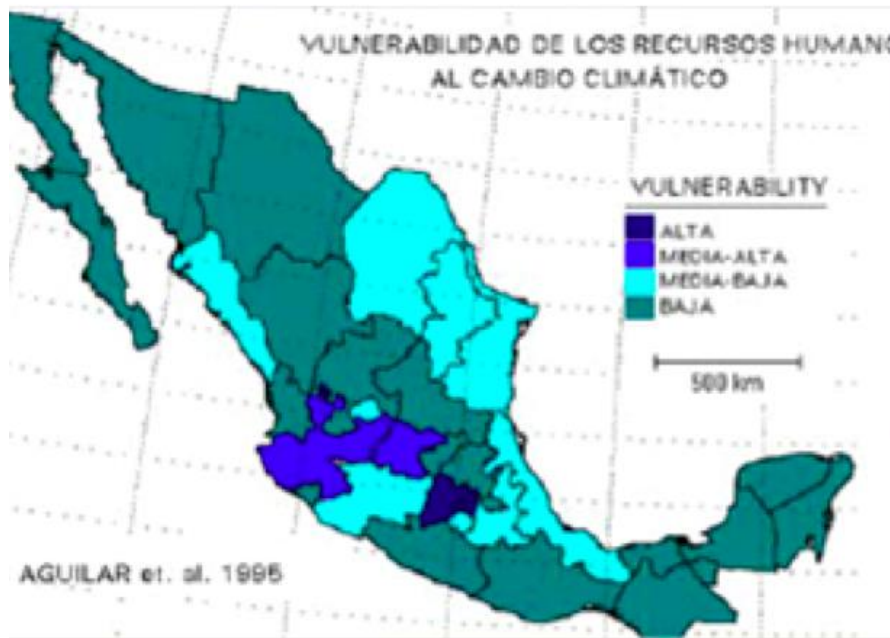 VULNERABILIDAD DE LOS RECURSOS HUMANO
AL CAMBIO CLIMÁTICO
VULNERABILITY
ALTA
MEDIA-ALTA
MEDIA-BAJA
BAJA
500 km
AGUILAR et. al. 1995